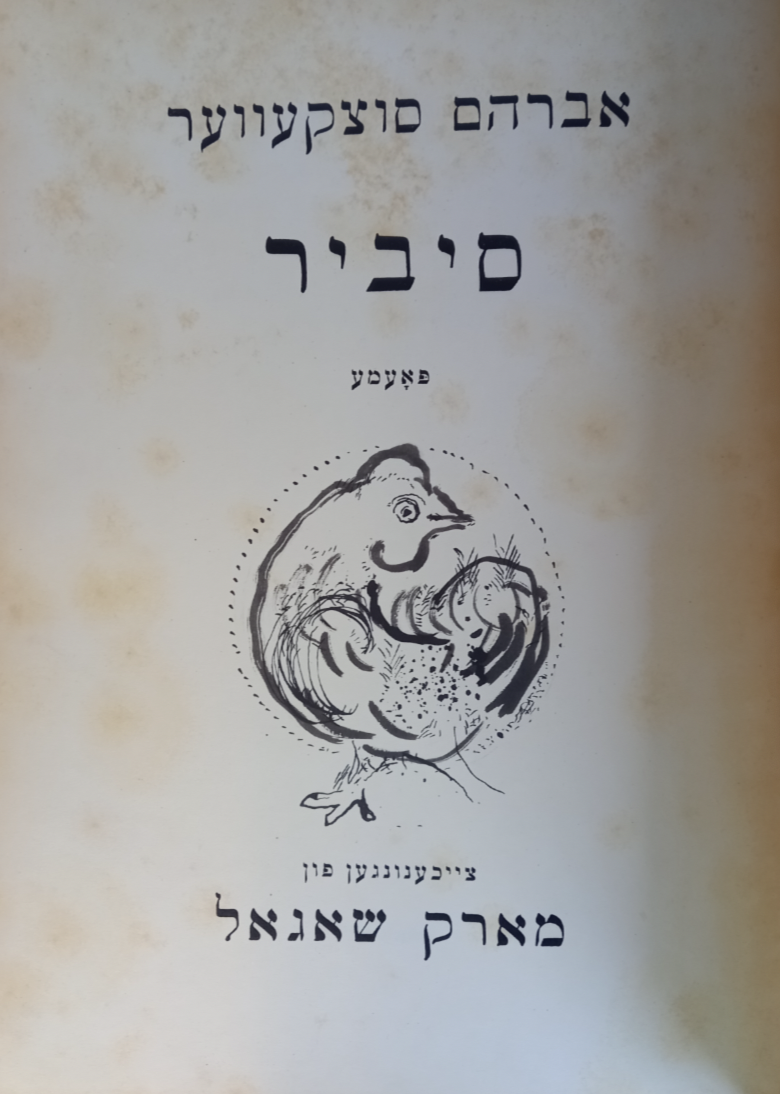 אברהם סוצקעווער
סיביר
פּאָעמע
צייכענונגען פון
מארק שאגאל